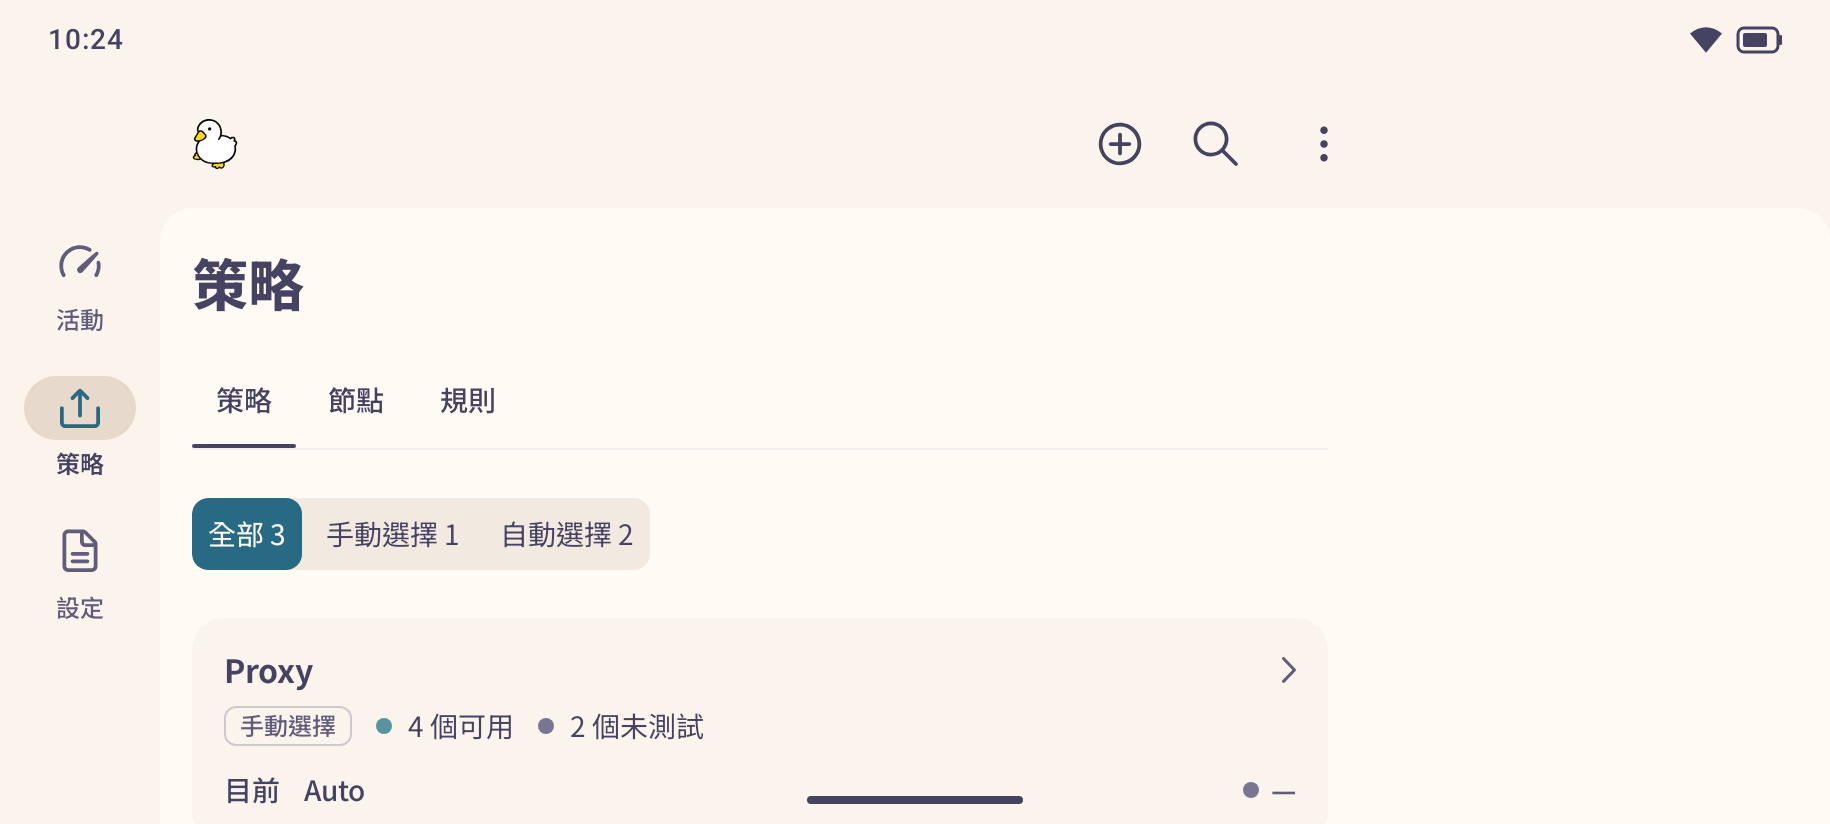 10:24
活動
策略
設定
策略
策略 節點 規則
全部 3 手動選擇 1 自動選擇 2
Proxy
手動選擇 4 個可用 2 個未測試
目前 Auto —